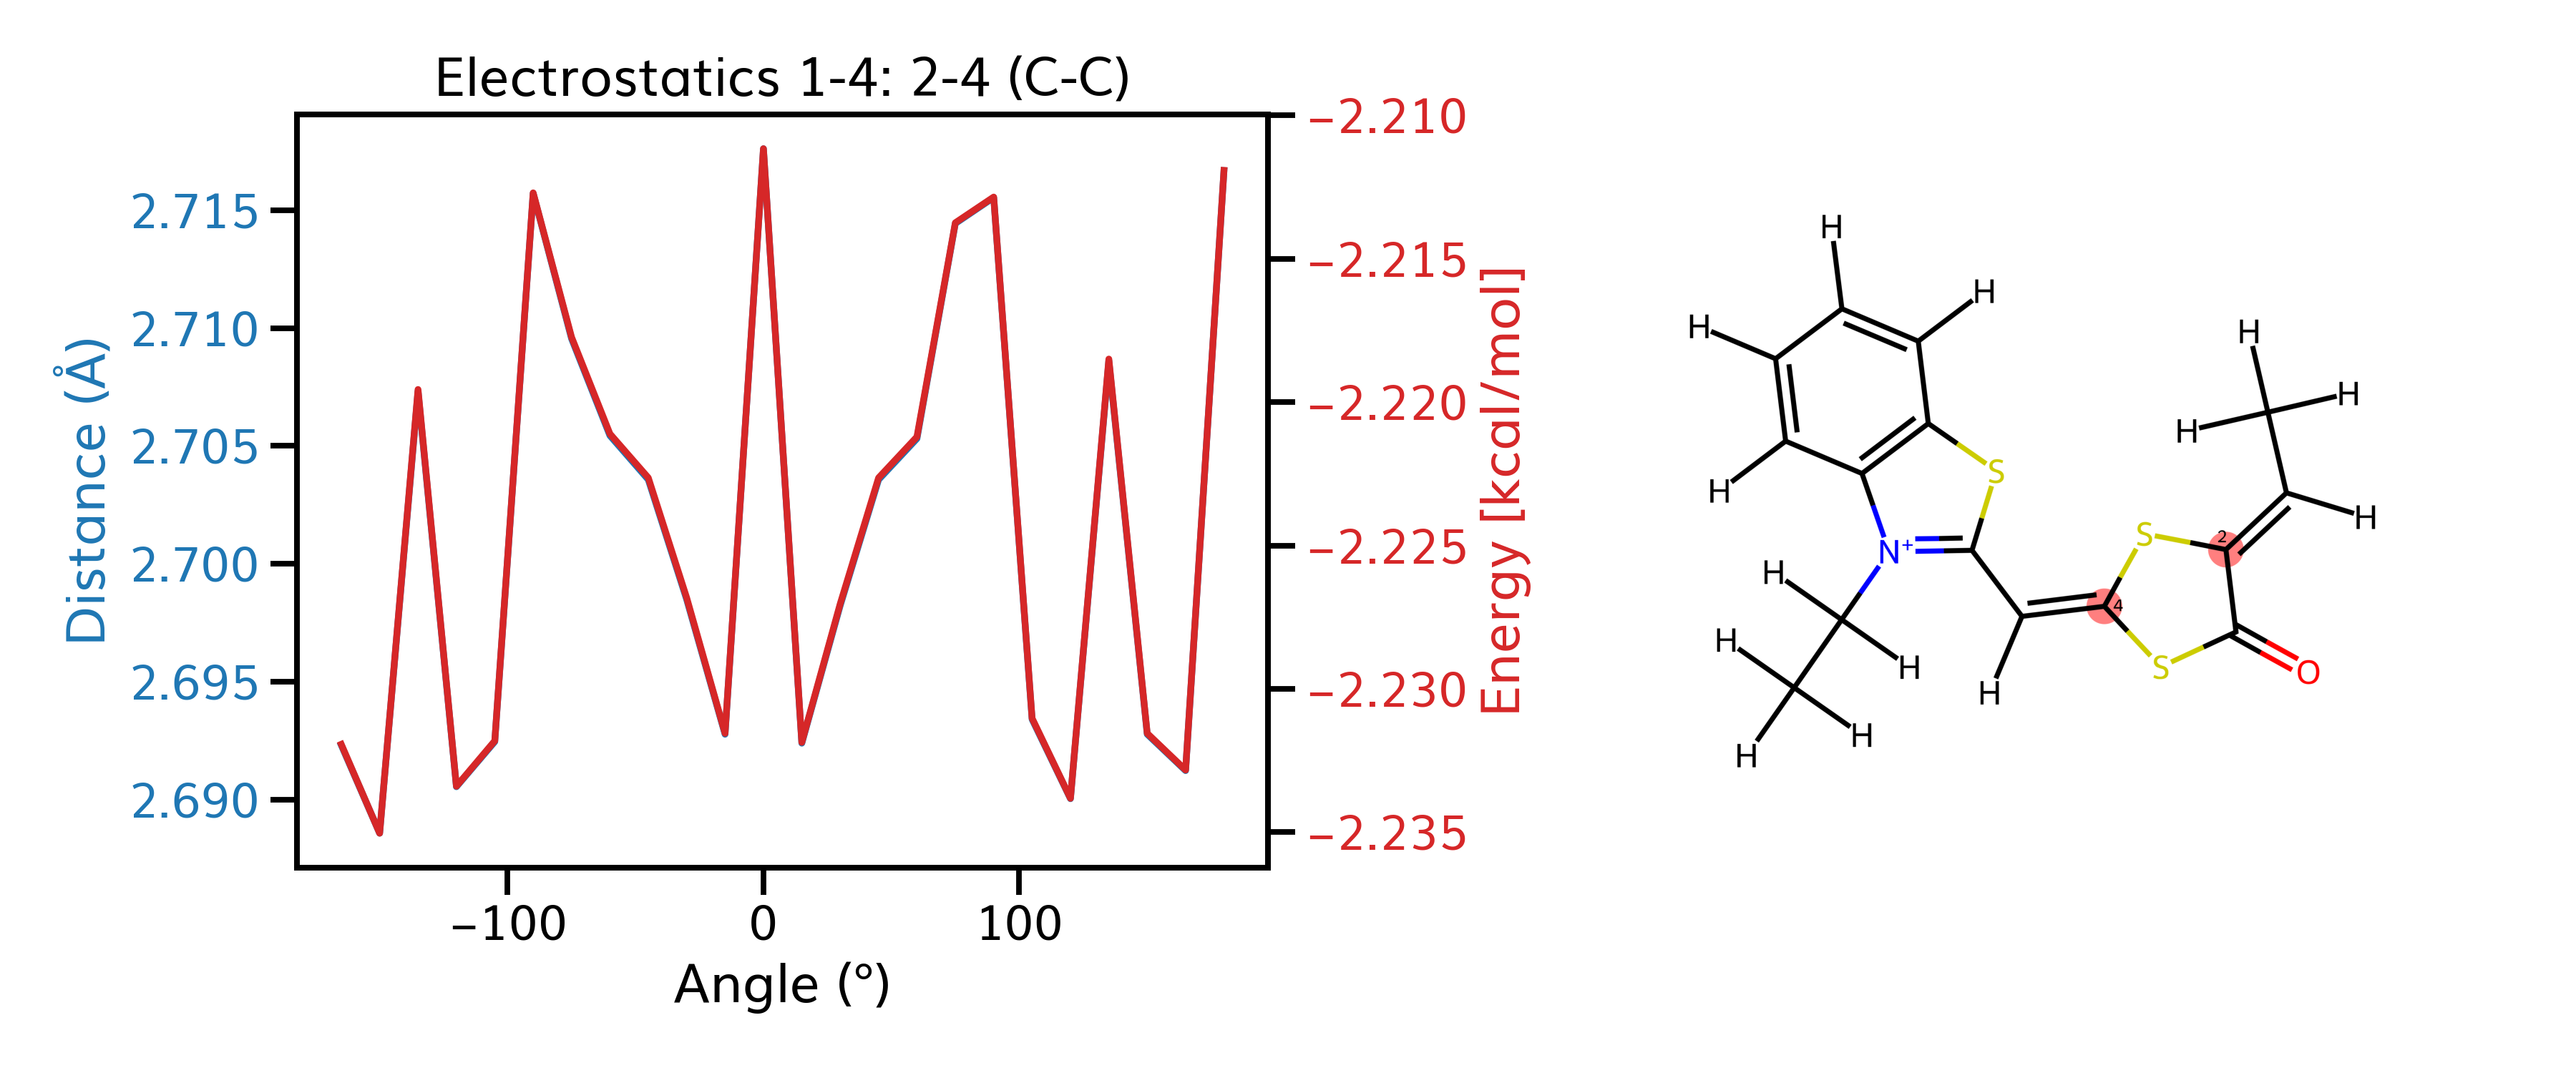 Electrostatics 1-4: 2-4 (C-C)
Distance (Å)
2.715
2.710
2.705
2.700
2.695
2.690
−100
0
100
Angle (°)
−2.210
−2.215
−2.220
−2.225
−2.230
−2.235
Energy [kcal/mol]
H
H
H
H
S
N⁺
H
H
H
H
H
H
H
H
H
H
S
2
4
S
O